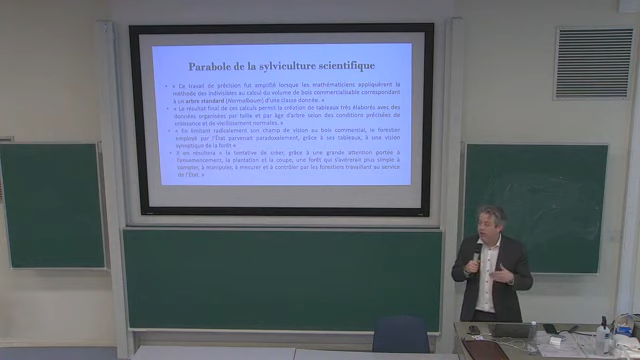 Parabole de la sylviculture scientifique
• « Ce travail de précision fut amplifié lorsque les mathématiciens appliquèrent la
méthode des indivisibles au calcul du volume de bois commercialisable correspondant
à un arbre standard (Normalbaum) d'une classe donnée. »
• « Le résultat final de ces calculs permit la création de tableaux très élaborés avec des
données organisées par taille et par âge d'arbre selon des conditions précisées de
croissance et de vieillissement normales. »
• « En limitant radicalement son champ de vision au bois commercial, le forestier
employé par l'État parvenait paradoxalement, grâce à ses tableaux, à une vision
synoptique de la forêt »
• Il en résultera « la tentative de créer, grâce à une grande attention portée à
l'ensemencement, la plantation et la coupe, une forêt qui s'avérerait plus simple à
compter, à manipuler, à mesurer et à contrôler par les forestiers travaillant au service
de l'État. »